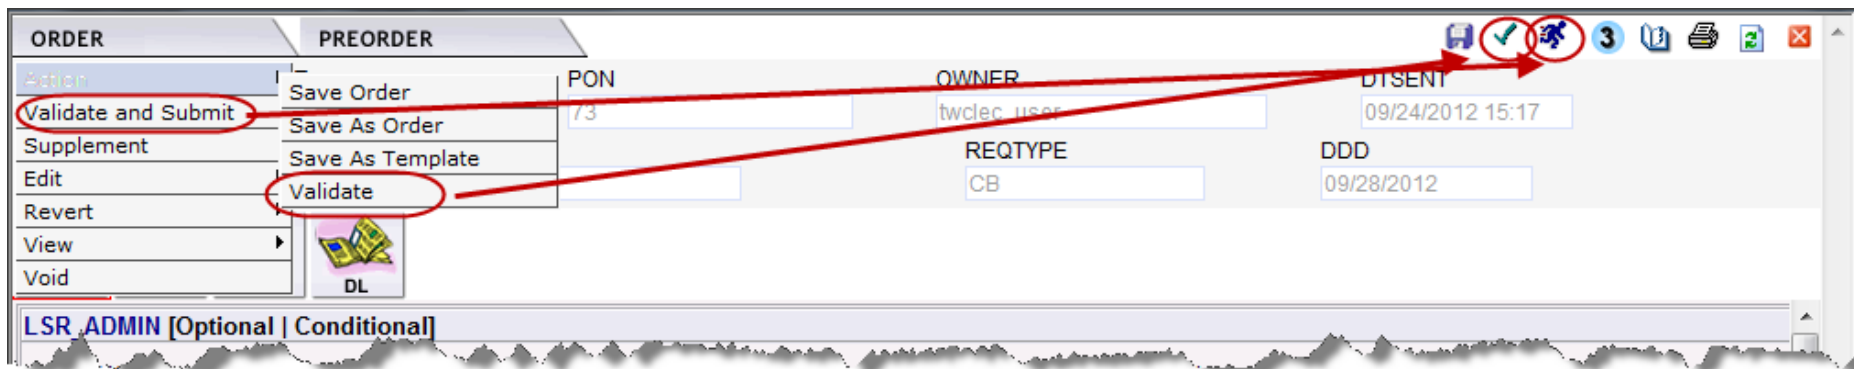 ORDER PREORDER 3
Action PON OWNER DTSENT
Save Order
Validate and Submit 73 twclec_user 09/24/2012 15:17
Save As Order
Supplement REQTYPE DDD
Save As Template
Edit CB 09/28/2012
Validate
Revert
View
Void DL
LSR_ADMIN [Optional | Conditional]